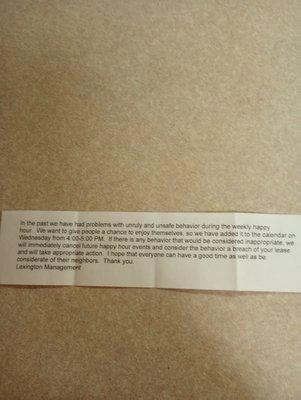 In the past we have had problems with unruly and unsafe behavior during the weekly happy
hour. We want to give people a chance to enjoy themselves, so we have added it to the calendar on
Wednesday from 4:00-5:00 PM. If there is any behavior that would be considered inappropriate, we
will immediately cancel future happy hour events and consider the behavior a breach of your lease
and will take appropriate action. I hope that everyone can have a good time as well as be
considerate of their neighbors. Thank you.
Lexington Management